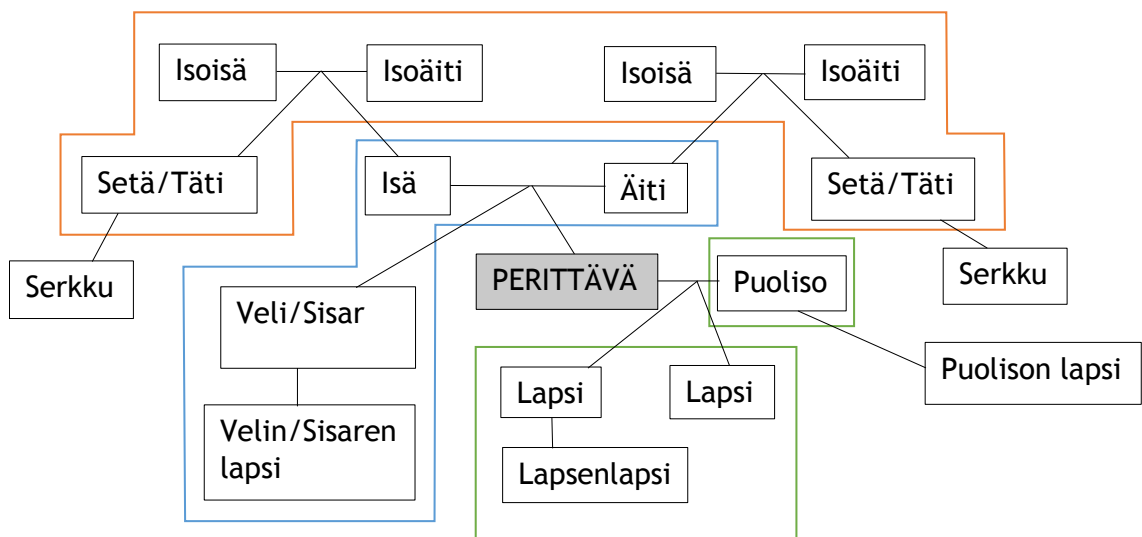 Isoisä
Isoäiti
Isoisä
Isoäiti
Setä/Täti
Isä
Äiti
Setä/Täti
Serkku
PERITTÄVÄ
Puoliso
Serkku
Veli/Sisar
Puolison lapsi
Lapsi
Lapsi
Velin/Sisaren
lapsi
Lapsenlapsi